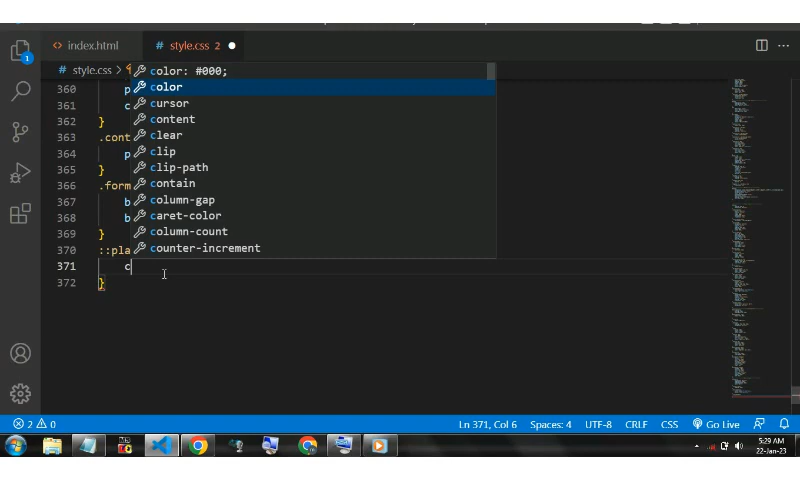 index.html
style.css 2
style.css
color: #000;
360 p
color
361 c
cursor
362 }
content
363 .cont
clear
364 p
clip
365 }
clip-path
366 .form
contain
367 b
column-gap
368 b
caret-color
369 }
column-count
370 ::pla
counter-increment
371 c
372 }
1
2 0
Ln 371, Col 6 Spaces: 4 UTF-8 CRLF CSS Go Live
5:29 AM
22-Jan-23